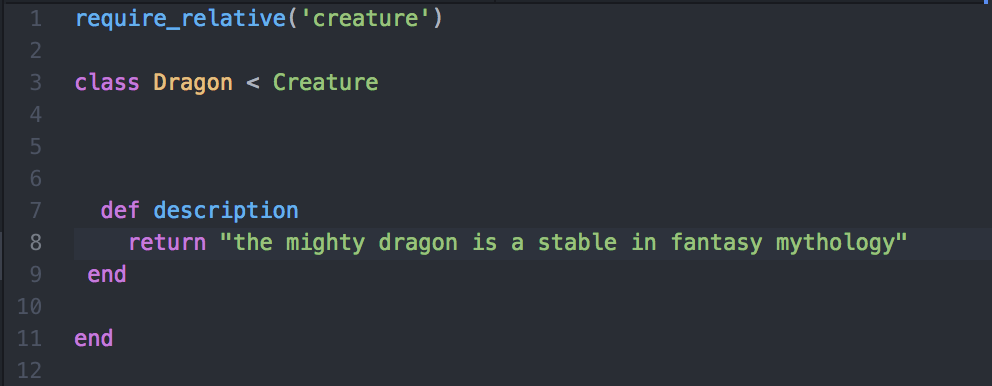 1 require_relative('creature')
2
3 class Dragon < Creature
4
5
6
7 def description
8 return "the mighty dragon is a stable in fantasy mythology"
9 end
10
11 end
12